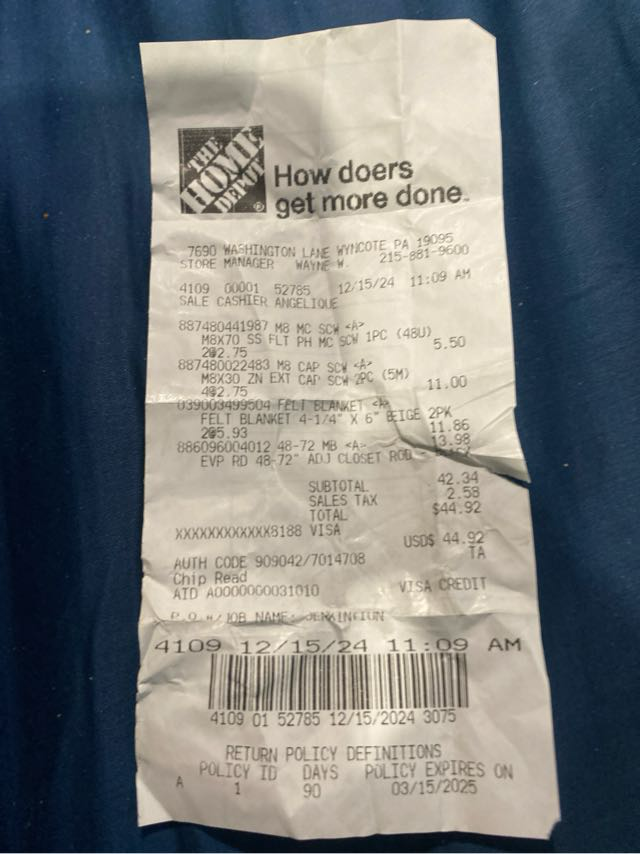 THE
HOME
DEPOT
How doers
get more done.
7690 WASHINGTON LANE WYNCOTE PA 19095
STORE MANAGER WAYNE W. 215-881-9600
4109 00001 52785 12/15/24 11:09 AM
SALE CASHIER ANGELIQUE
887480441987 M8 MC SCW <A>
M8X70 SS FLT PH MC SCW 1PC (48U)
2@2.75 5.50
887480022483 M8 CAP SCW <A>
M8X30 ZN EXT CAP SCW 2PC (5M)
4@2.75 11.00
039003499504 FELT BLANKET <A>
FELT BLANKET 4-1/4" X 6" BEIGE 2PK
2@5.93 11.86
886096004012 48-72 MB <A> 13.98
EVP RD 48-72" ADJ CLOSET ROD -
SUBTOTAL 42.34
SALES TAX 2.58
TOTAL $44.92
XXXXXXXXXXXX8188 VISA
USD$ 44.92
AUTH CODE 909042/7014708 TA
Chip Read
AID A0000000031010 VISA CREDIT
P.O.#/JOB NAME: JENKINTOWN
4109 12/15/24 11:09 AM
4109 01 52785 12/15/2024 3075
RETURN POLICY DEFINITIONS
POLICY ID DAYS POLICY EXPIRES ON
A 1 90 03/15/2025